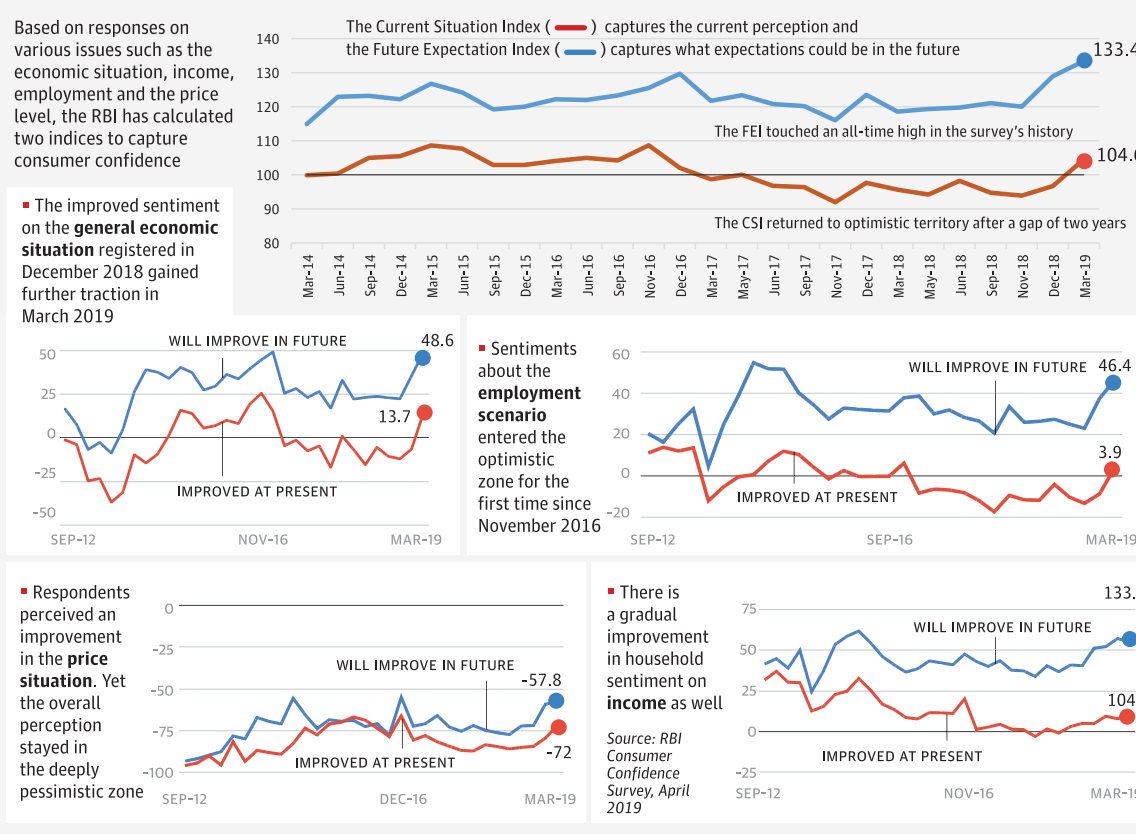 Based on responses on
various issues such as the
economic situation, income,
employment and the price
level, the RBI has calculated
two indices to capture
consumer confidence
The Current Situation Index ( ) captures the current perception and
the Future Expectation Index ( ) captures what expectations could be in the future
140
130
120
110
100
90
80
133.4
The FEI touched an all-time high in the survey's history
104.6
The CSI returned to optimistic territory after a gap of two years
Mar-14
Jun-14
Sep-14
Dec-14
Mar-15
Jun-15
Sep-15
Dec-15
Mar-16
Jun-16
Sep-16
Nov-16
Dec-16
Mar-17
May-17
Jun-17
Sep-17
Nov-17
Dec-17
Mar-18
May-18
Jun-18
Sep-18
Nov-18
Dec-18
Mar-19
▪ The improved sentiment
on the general economic
situation registered in
December 2018 gained
further traction in
March 2019
WILL IMPROVE IN FUTURE
48.6
50
25
0
-25
-50
13.7
IMPROVED AT PRESENT
SEP-12 NOV-16 MAR-19
▪ Sentiments
about the
employment
scenario
entered the
optimistic
zone for the
first time since
November 2016
60
40
20
0
-20
WILL IMPROVE IN FUTURE
46.4
3.9
IMPROVED AT PRESENT
SEP-12 SEP-16 MAR-19
▪ Respondents
perceived an
improvement
in the price
situation. Yet
the overall
perception
stayed in
the deeply
pessimistic zone
0
-25
-50
-75
-100
WILL IMPROVE IN FUTURE
-57.8
-72
IMPROVED AT PRESENT
SEP-12 DEC-16 MAR-19
▪ There is
a gradual
improvement
in household
sentiment on
income as well
Source: RBI
Consumer
Confidence
Survey, April
2019
75
50
25
0
-25
133.
WILL IMPROVE IN FUTURE
104
IMPROVED AT PRESENT
SEP-12 NOV-16 MAR-19